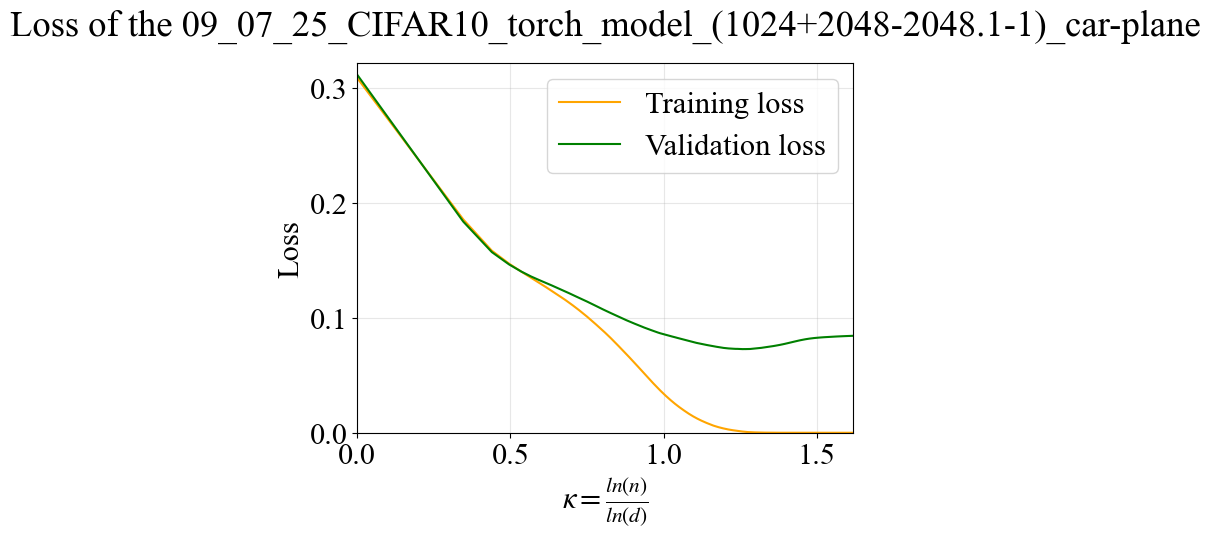 Loss of the 09_07_25_CIFAR10_torch_model_(1024+2048-2048.1-1)_car-plane
0.3
0.2
0.1
0.0
Loss
Training loss
Validation loss
0.0 0.5 1.0 1.5
κ = ln(n)/ln(d)